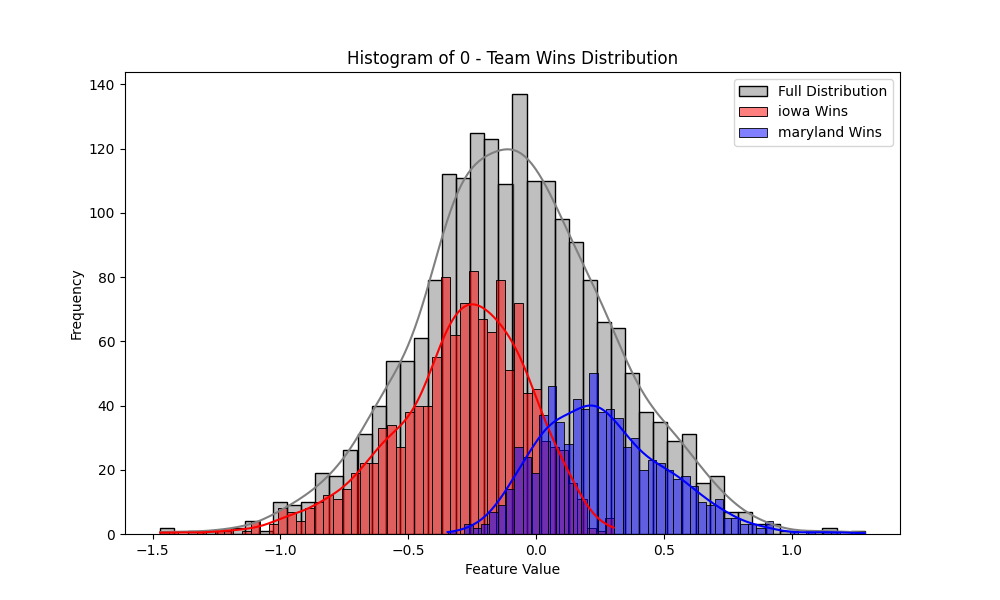 Histogram of 0 - Team Wins Distribution
140
120
100
80
60
40
20
0
Frequency
Full Distribution
iowa Wins
maryland Wins
−1.5
−1.0
−0.5
0.0
0.5
1.0
Feature Value